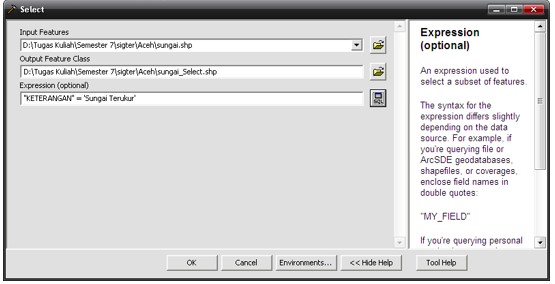 Select
Input Features
D:\Tugas Kuliah\Semester 7\sigter\Aceh\sungai.shp
Output Feature Class
D:\Tugas Kuliah\Semester 7\sigter\Aceh\sungai_Select.shp
Expression (optional)
"KETERANGAN" = 'Sungai Terukur'
SQL
OK
Cancel
Environments...
<< Hide Help
Tool Help
Expression
(optional)
An expression used to
select a subset of features.
The syntax for the
expression differs slightly
depending on the data
source. For example, if
you're querying file or
ArcSDE geodatabases,
shapefiles, or coverages,
enclose field names in
double quotes:
"MY_FIELD"
If you're querying personal